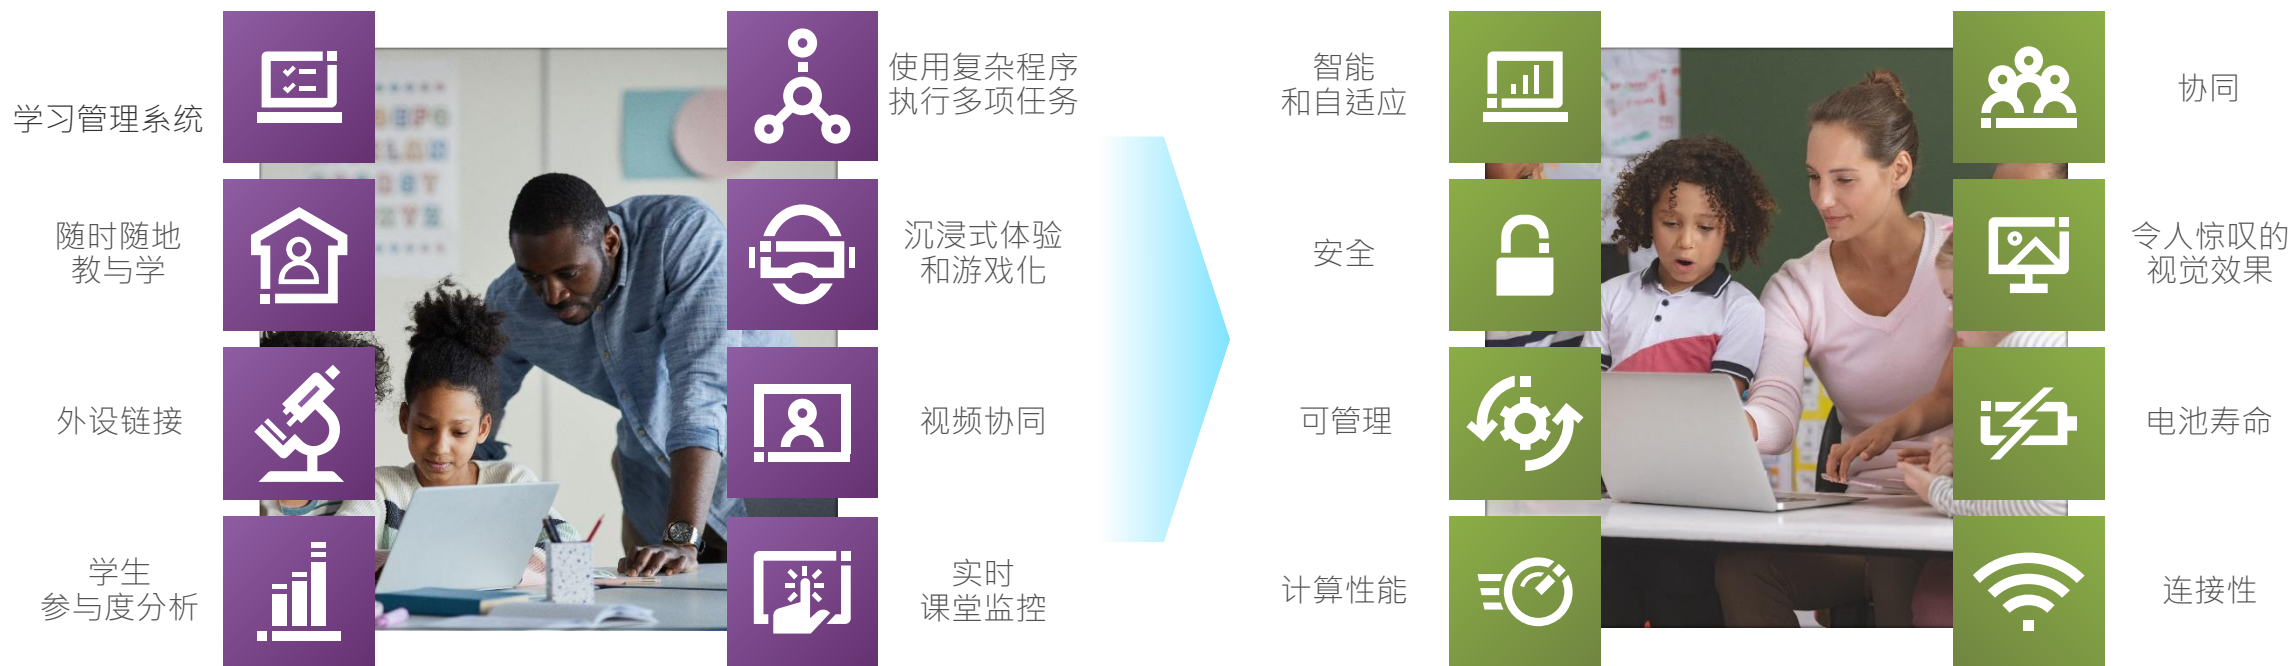 学习管理系统
随时随地
教与学
外设链接
学生
参与度分析
使用复杂程序
执行多项任务
沉浸式体验
和游戏化
视频协同
实时
课堂监控
智能
和自适应
安全
可管理
计算性能
协同
令人惊叹的
视觉效果
电池寿命
连接性